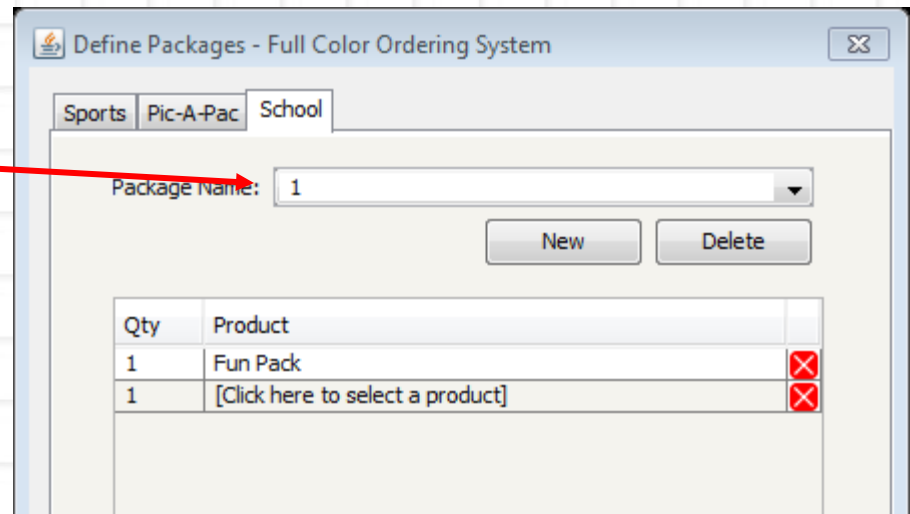 Define Packages - Full Color Ordering System
Sports Pic-A-Pac School
Package Name: 1
New Delete
Qty Product
1 Fun Pack
1 [Click here to select a product]